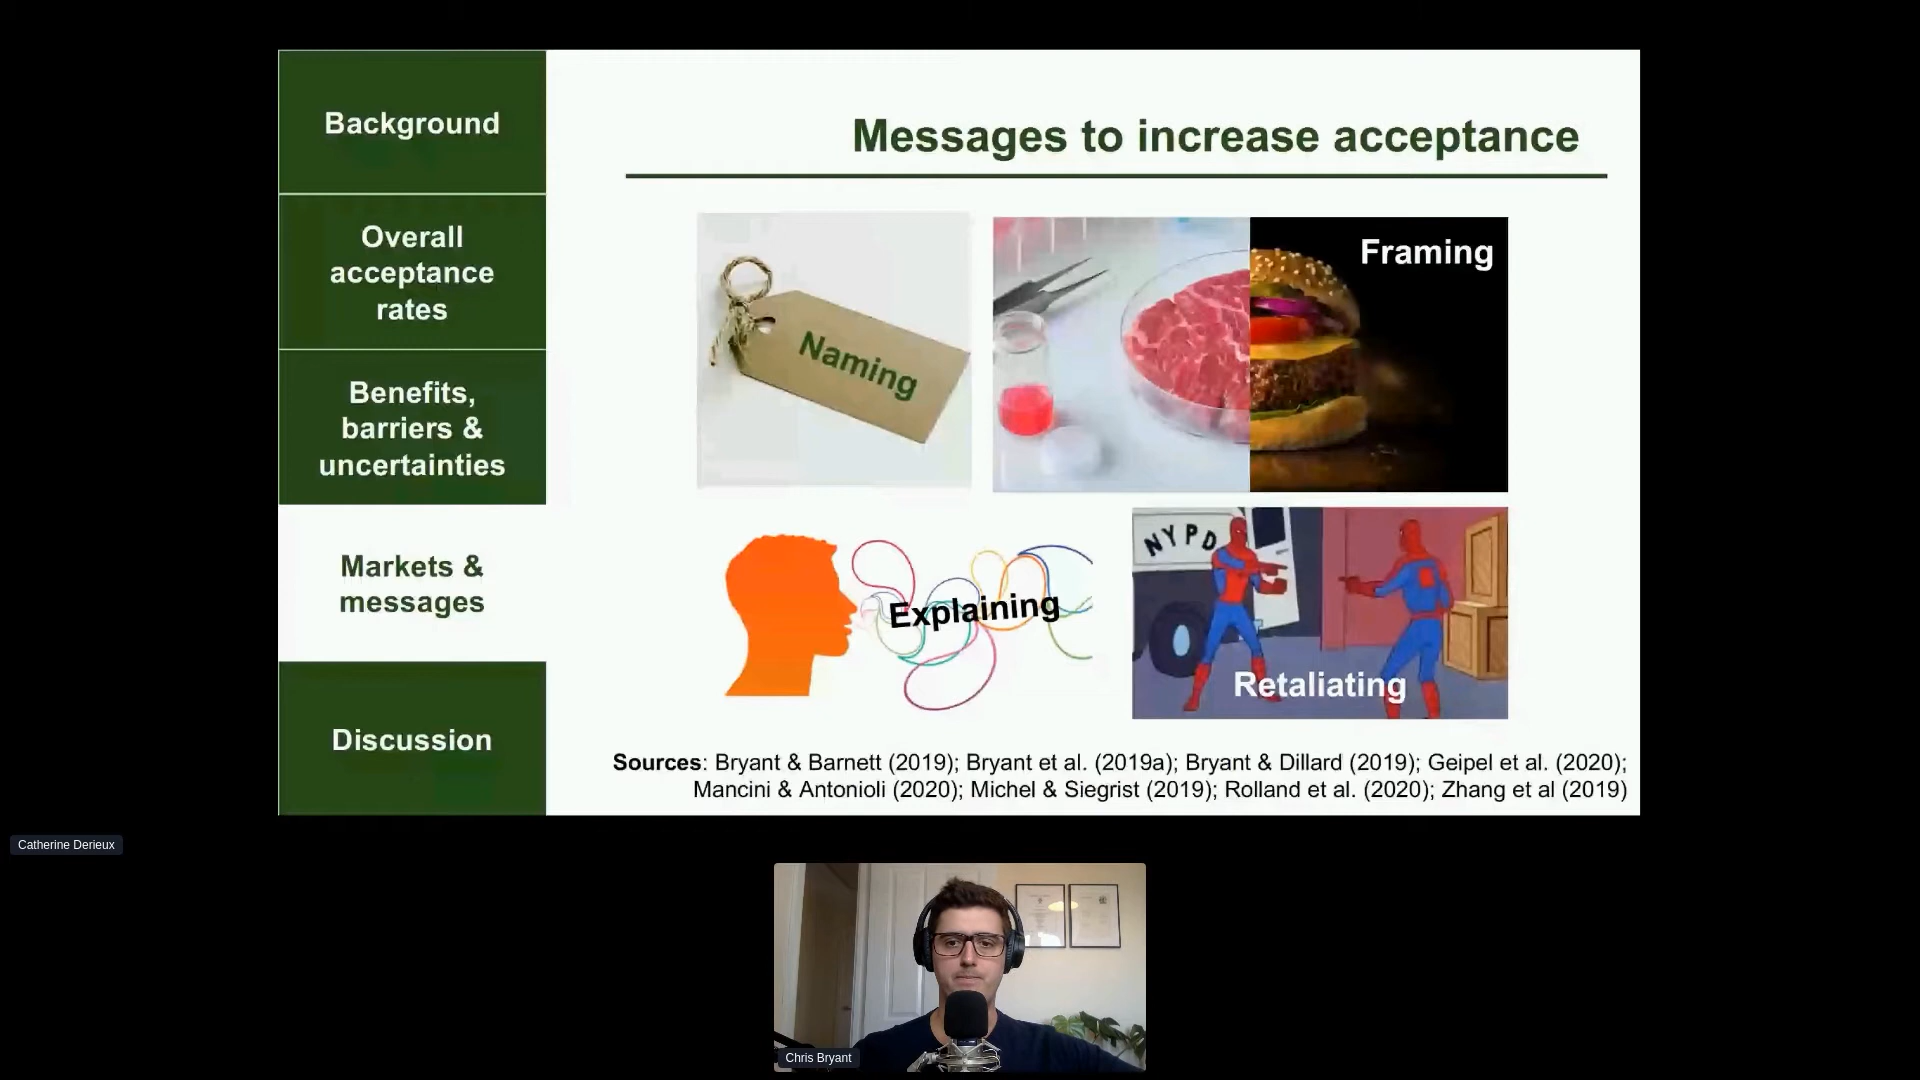 Background
Overall
acceptance
rates
Benefits,
barriers &
uncertainties
Markets &
messages
Discussion
Messages to increase acceptance
Naming
Framing
Explaining
NYPD
Retaliating
Sources: Bryant & Barnett (2019); Bryant et al. (2019a); Bryant & Dillard (2019); Geipel et al. (2020);
Mancini & Antonioli (2020); Michel & Siegrist (2019); Rolland et al. (2020); Zhang et al (2019)
Catherine Derieux
Chris Bryant